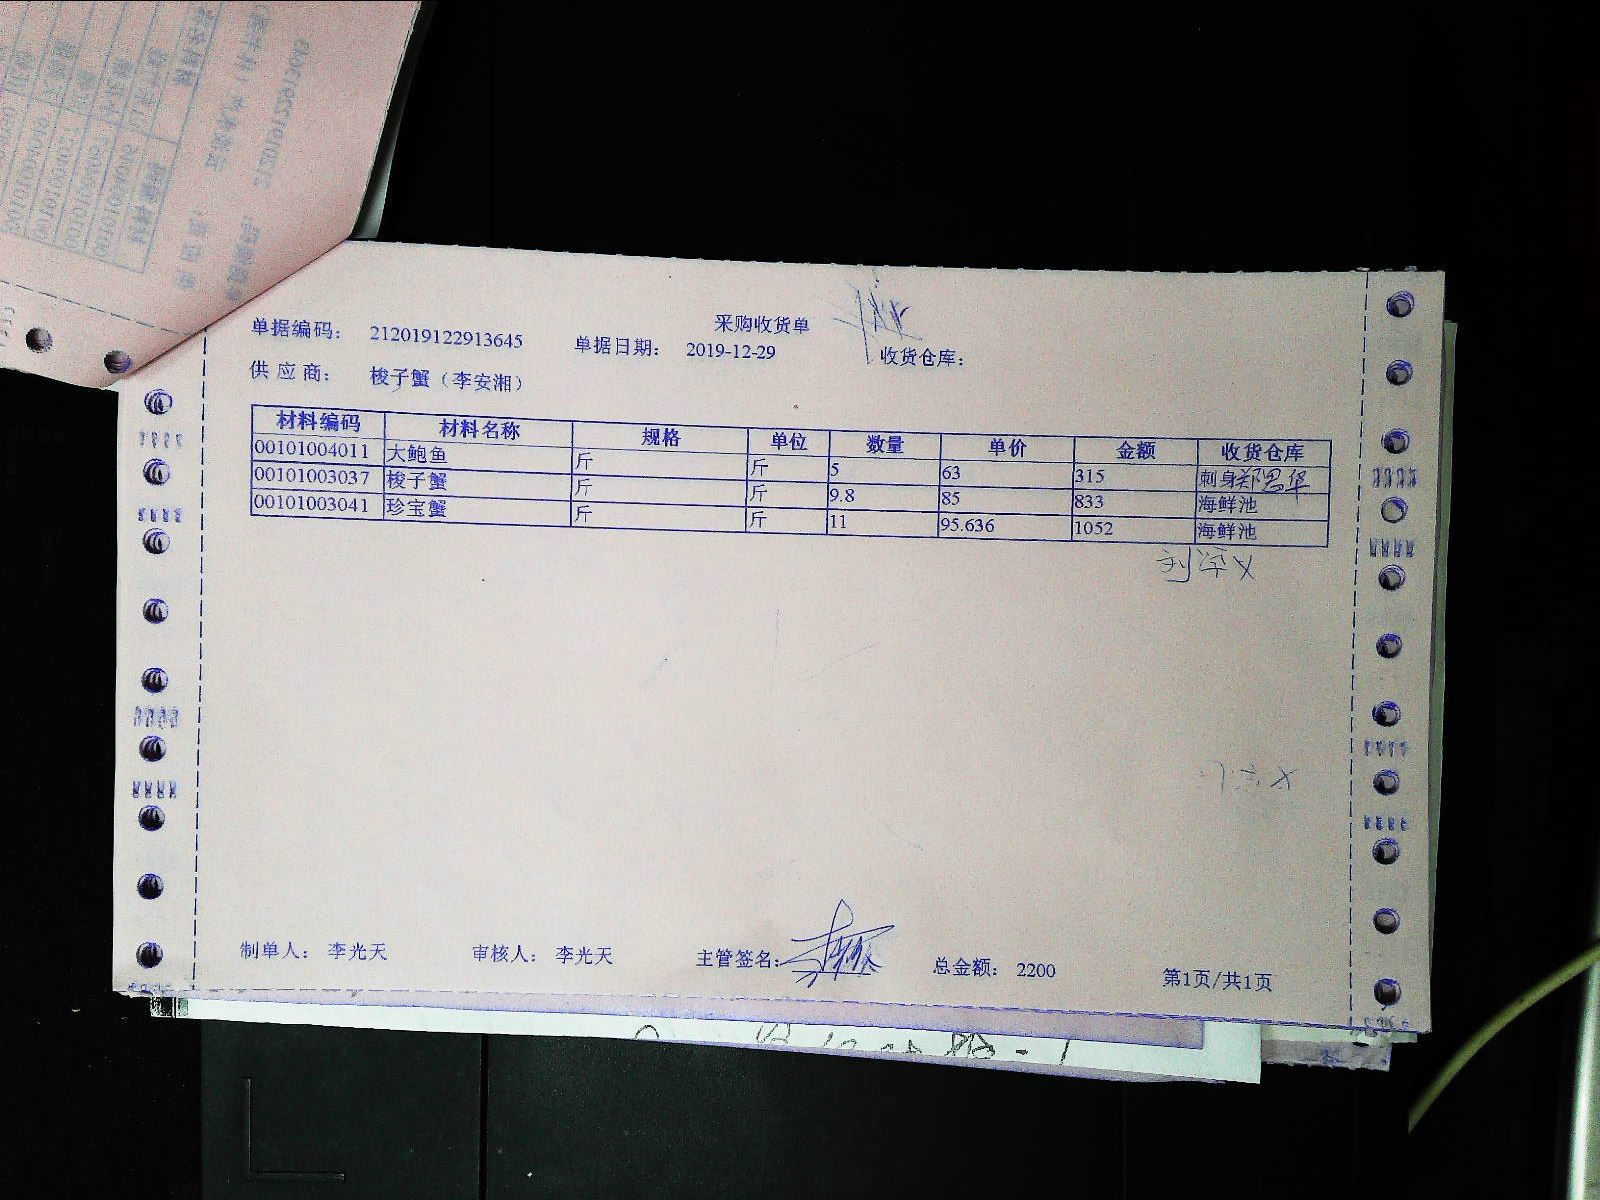 采购收货单
单据编码： 212019122913645 单据日期： 2019-12-29 收货仓库：
供应商： 梭子蟹（李安湘）
材料编码 材料名称 规格 单位 数量 单价 金额 收货仓库
00101004011 大鲍鱼 斤 斤 5 63 315 刺身
00101003037 梭子蟹 斤 斤 9.8 85 833 海鲜池
00101003041 珍宝蟹 斤 斤 11 95.636 1052 海鲜池
制单人： 李光天 审核人： 李光天 主管签名： 总金额： 2200 第1页/共1页